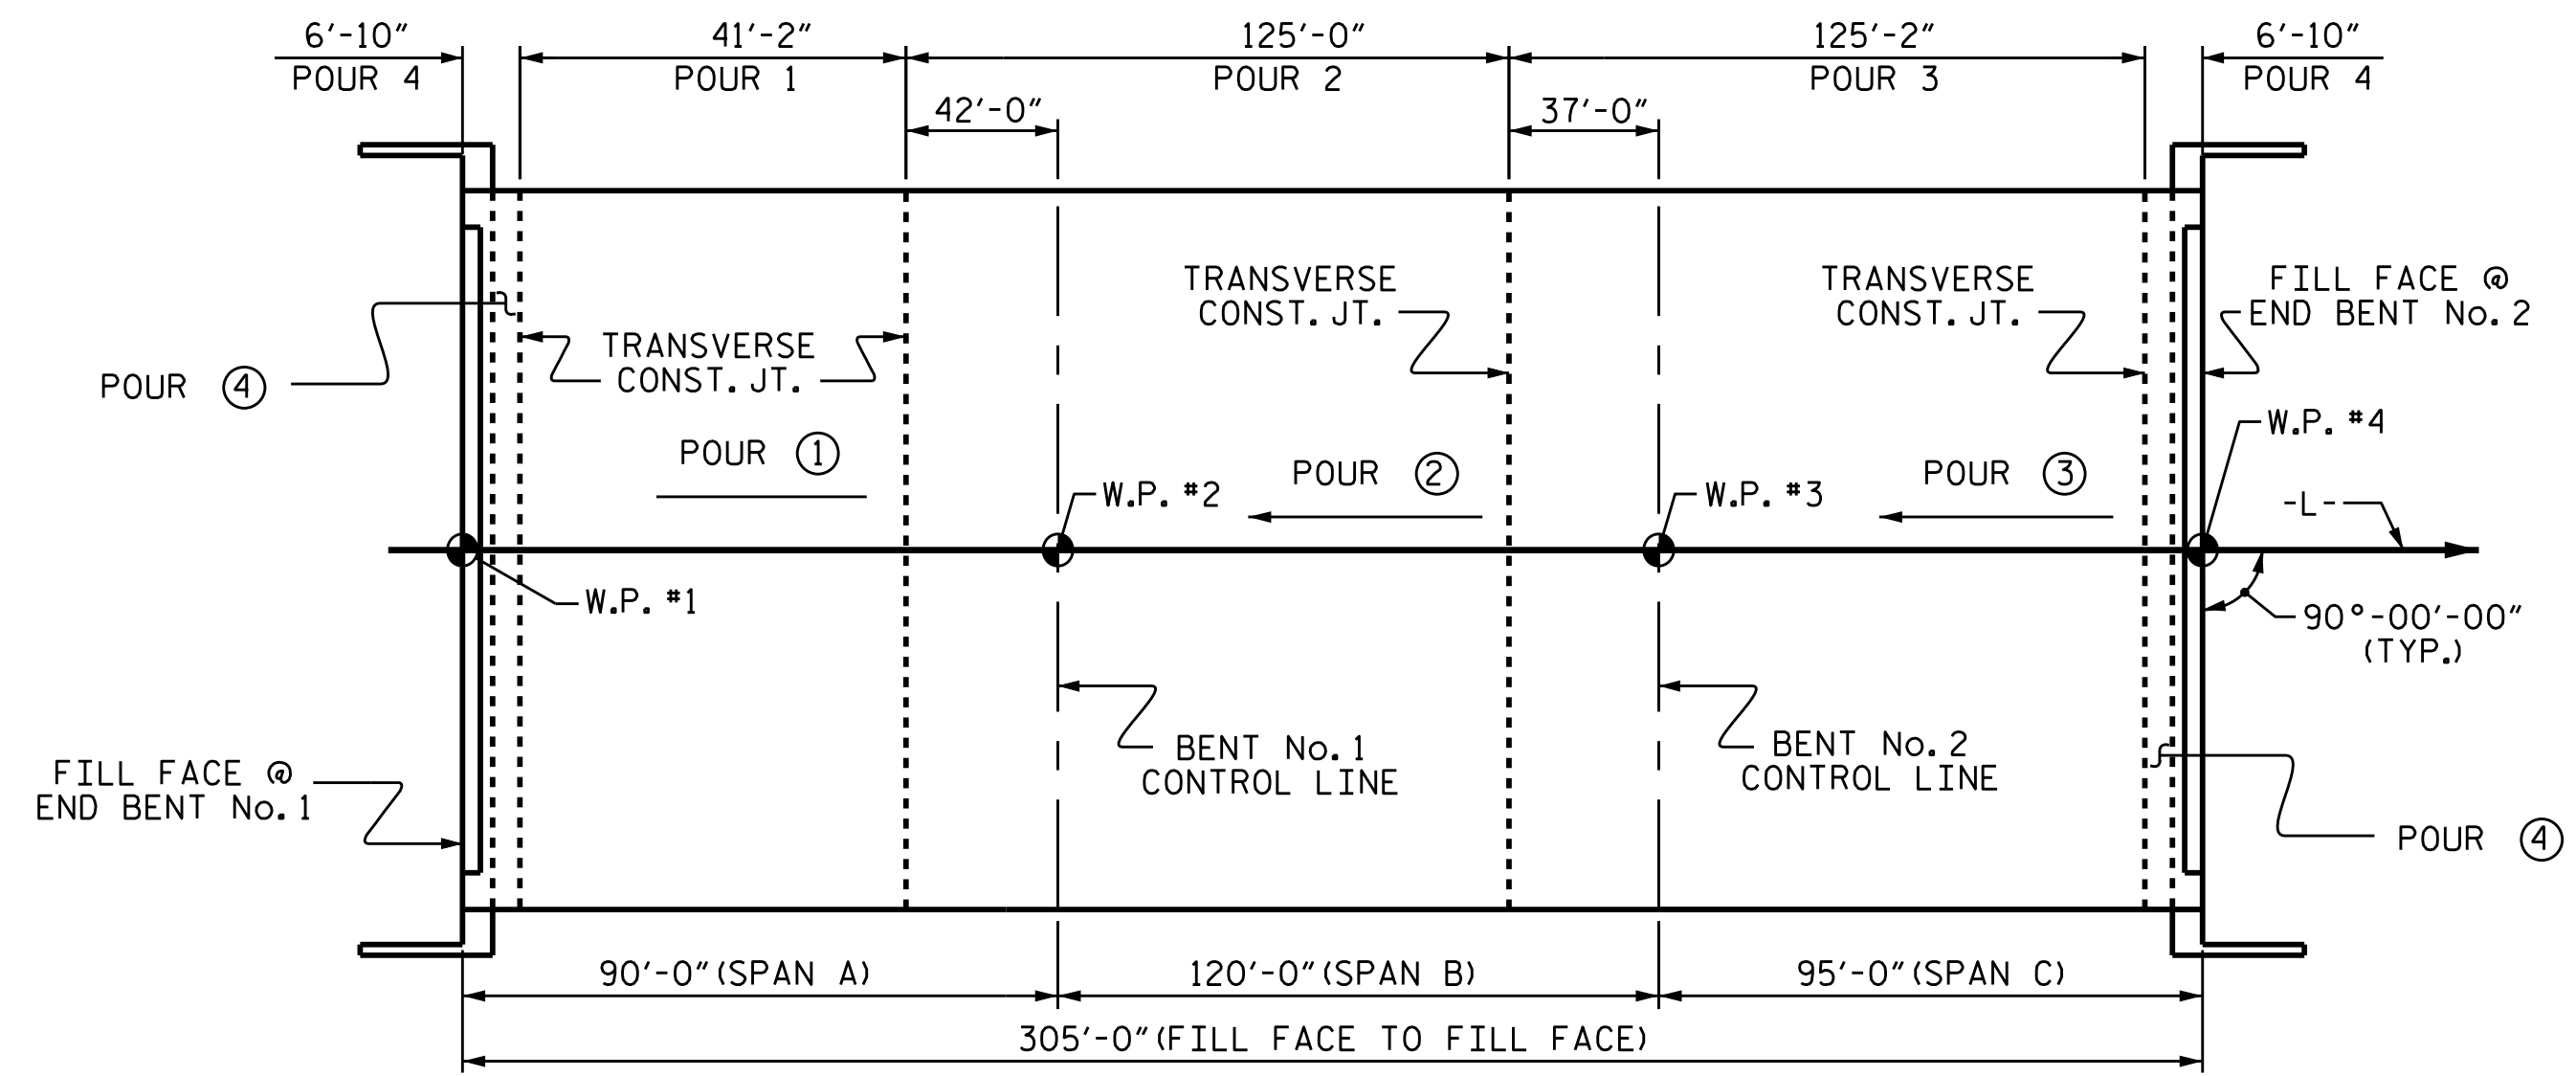 6'-10"
POUR 4
41'-2"
POUR 1
125'-0"
POUR 2
125'-2"
POUR 3
6'-10"
POUR 4
42'-0"
37'-0"
TRANSVERSE
CONST. JT.
TRANSVERSE
CONST. JT.
FILL FACE @
END BENT No. 2
TRANSVERSE
CONST. JT.
POUR 4
W.P. #4
POUR 1
POUR 2
POUR 3
W.P. #2
W.P. #3
-L-
W.P. #1
90°-00'-00"
(TYP.)
BENT No. 1
CONTROL LINE
BENT No. 2
CONTROL LINE
FILL FACE @
END BENT No. 1
POUR 4
90'-0"(SPAN A)
120'-0"(SPAN B)
95'-0"(SPAN C)
305'-0"(FILL FACE TO FILL FACE)